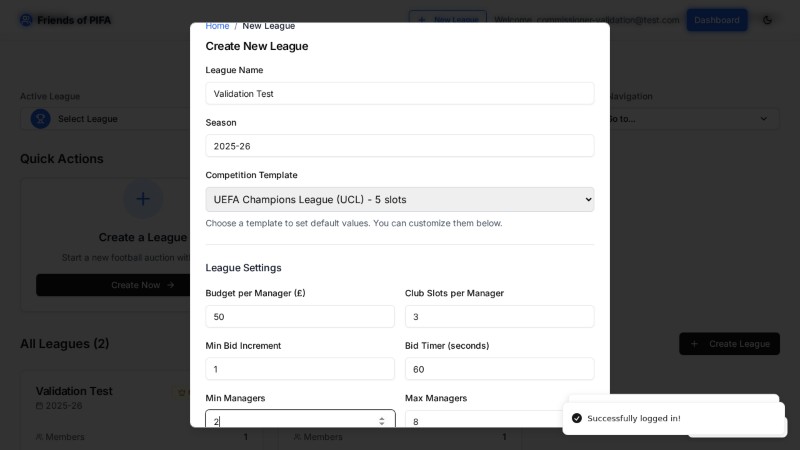 Friends of PIFA
New League
Welcome, commissioner-validation@test.com
Dashboard
Home / New League
Create New League
League Name
Validation Test
Season
2025-26
Competition Template
UEFA Champions League (UCL) - 5 slots
Choose a template to set default values. You can customize them below.
League Settings
Budget per Manager (£)
Club Slots per Manager
50
3
Min Bid Increment
Bid Timer (seconds)
1
60
Min Managers
Max Managers
2
8
Active League
Select League
Navigation
Go to...
Quick Actions
Create a League
Start a new football auction
Create Now
All Leagues (2)
Create League
Validation Test
2025-26
Members 1
Members 1
Successfully logged in!